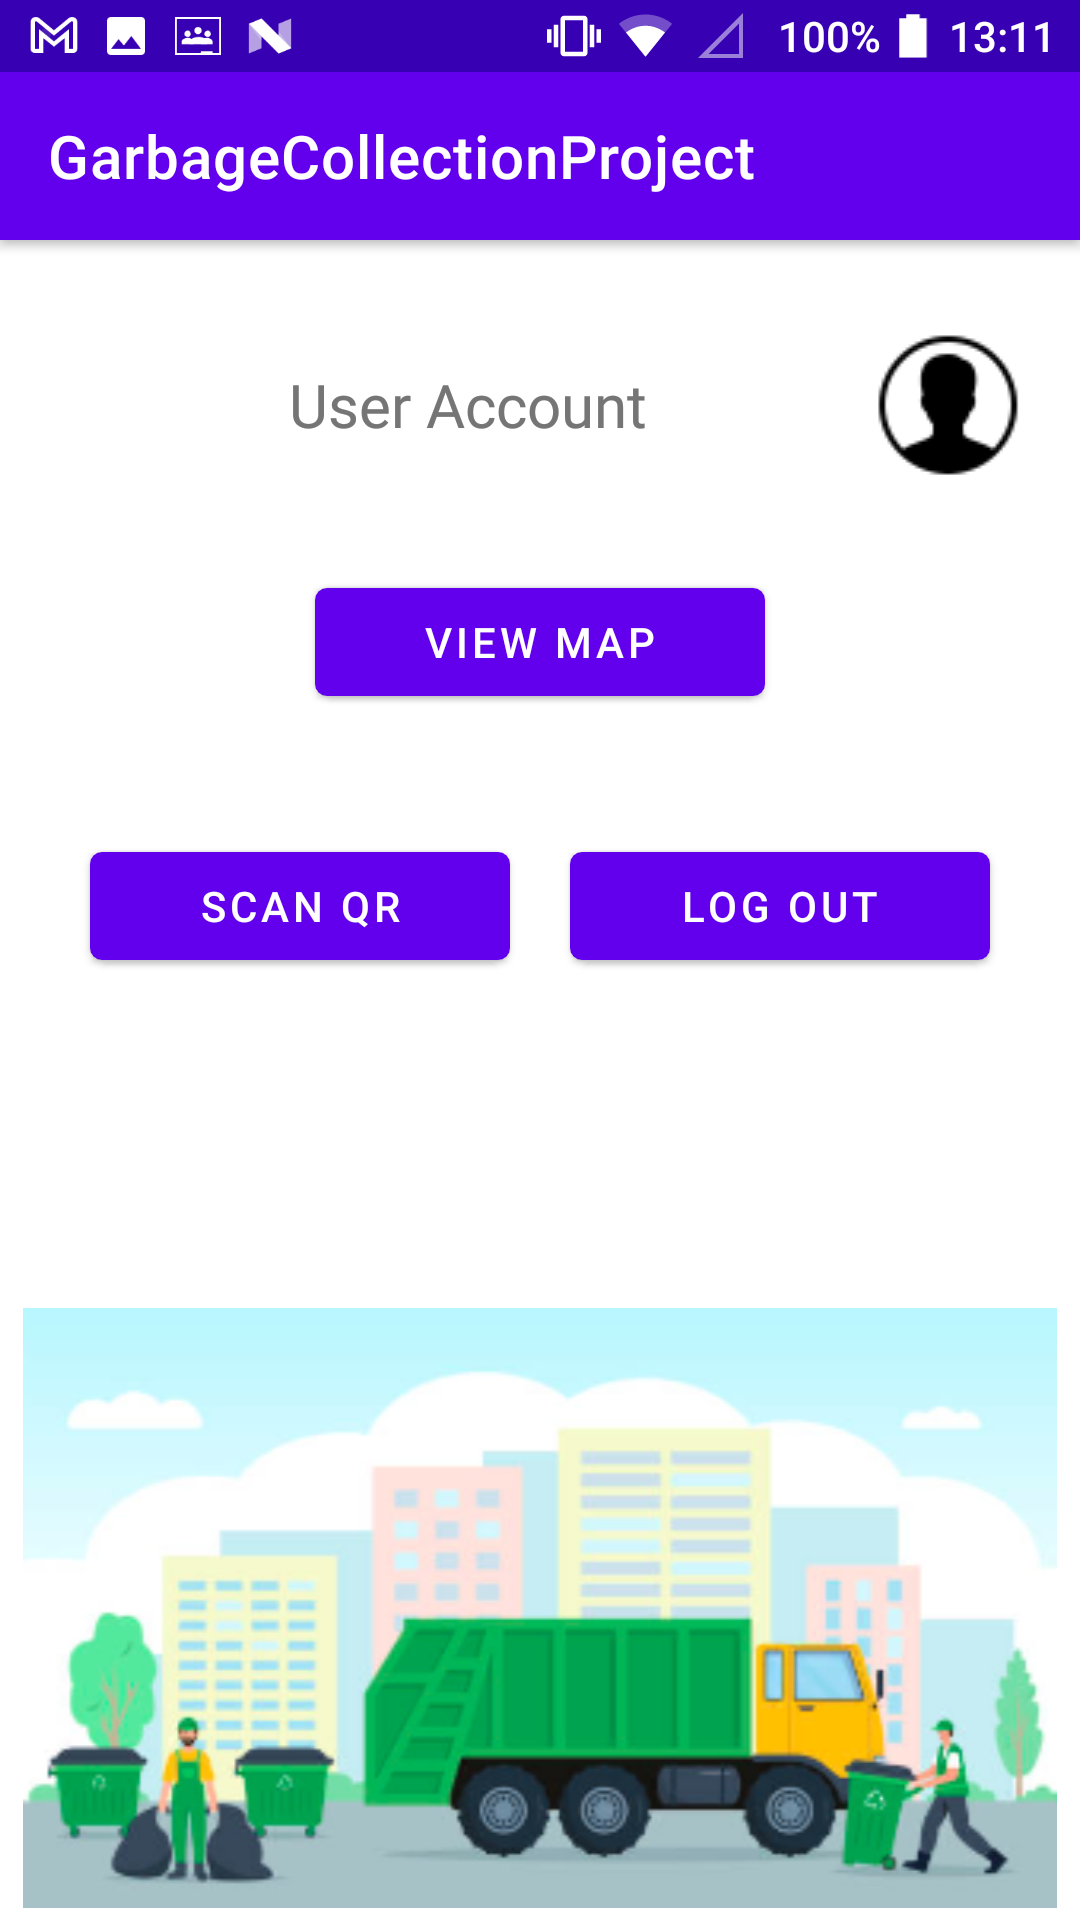 100% 13:11
GarbageCollectionProject
User Account
VIEW MAP
SCAN QR LOG OUT